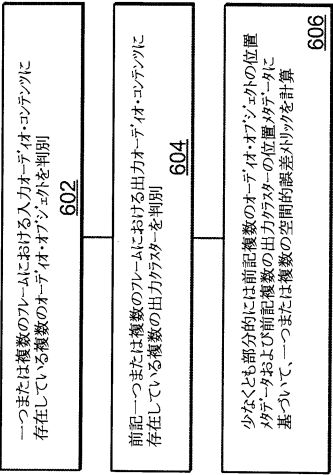 一つまたは複数のフレームにおける入力オーディオ・コンテンツに
存在している複数のオーディオ・オブジェクトを判別
602
前記一つまたは複数のフレームにおける出力オーディオ・コンテンツに
存在している複数の出力クラスターを判別
604
少なくとも部分的には前記複数のオーディオ・オブジェクトの位置
メタデータおよび前記複数の出力クラスターの位置メタデータに
基づいて、一つまたは複数の空間的誤差メトリックを計算
606